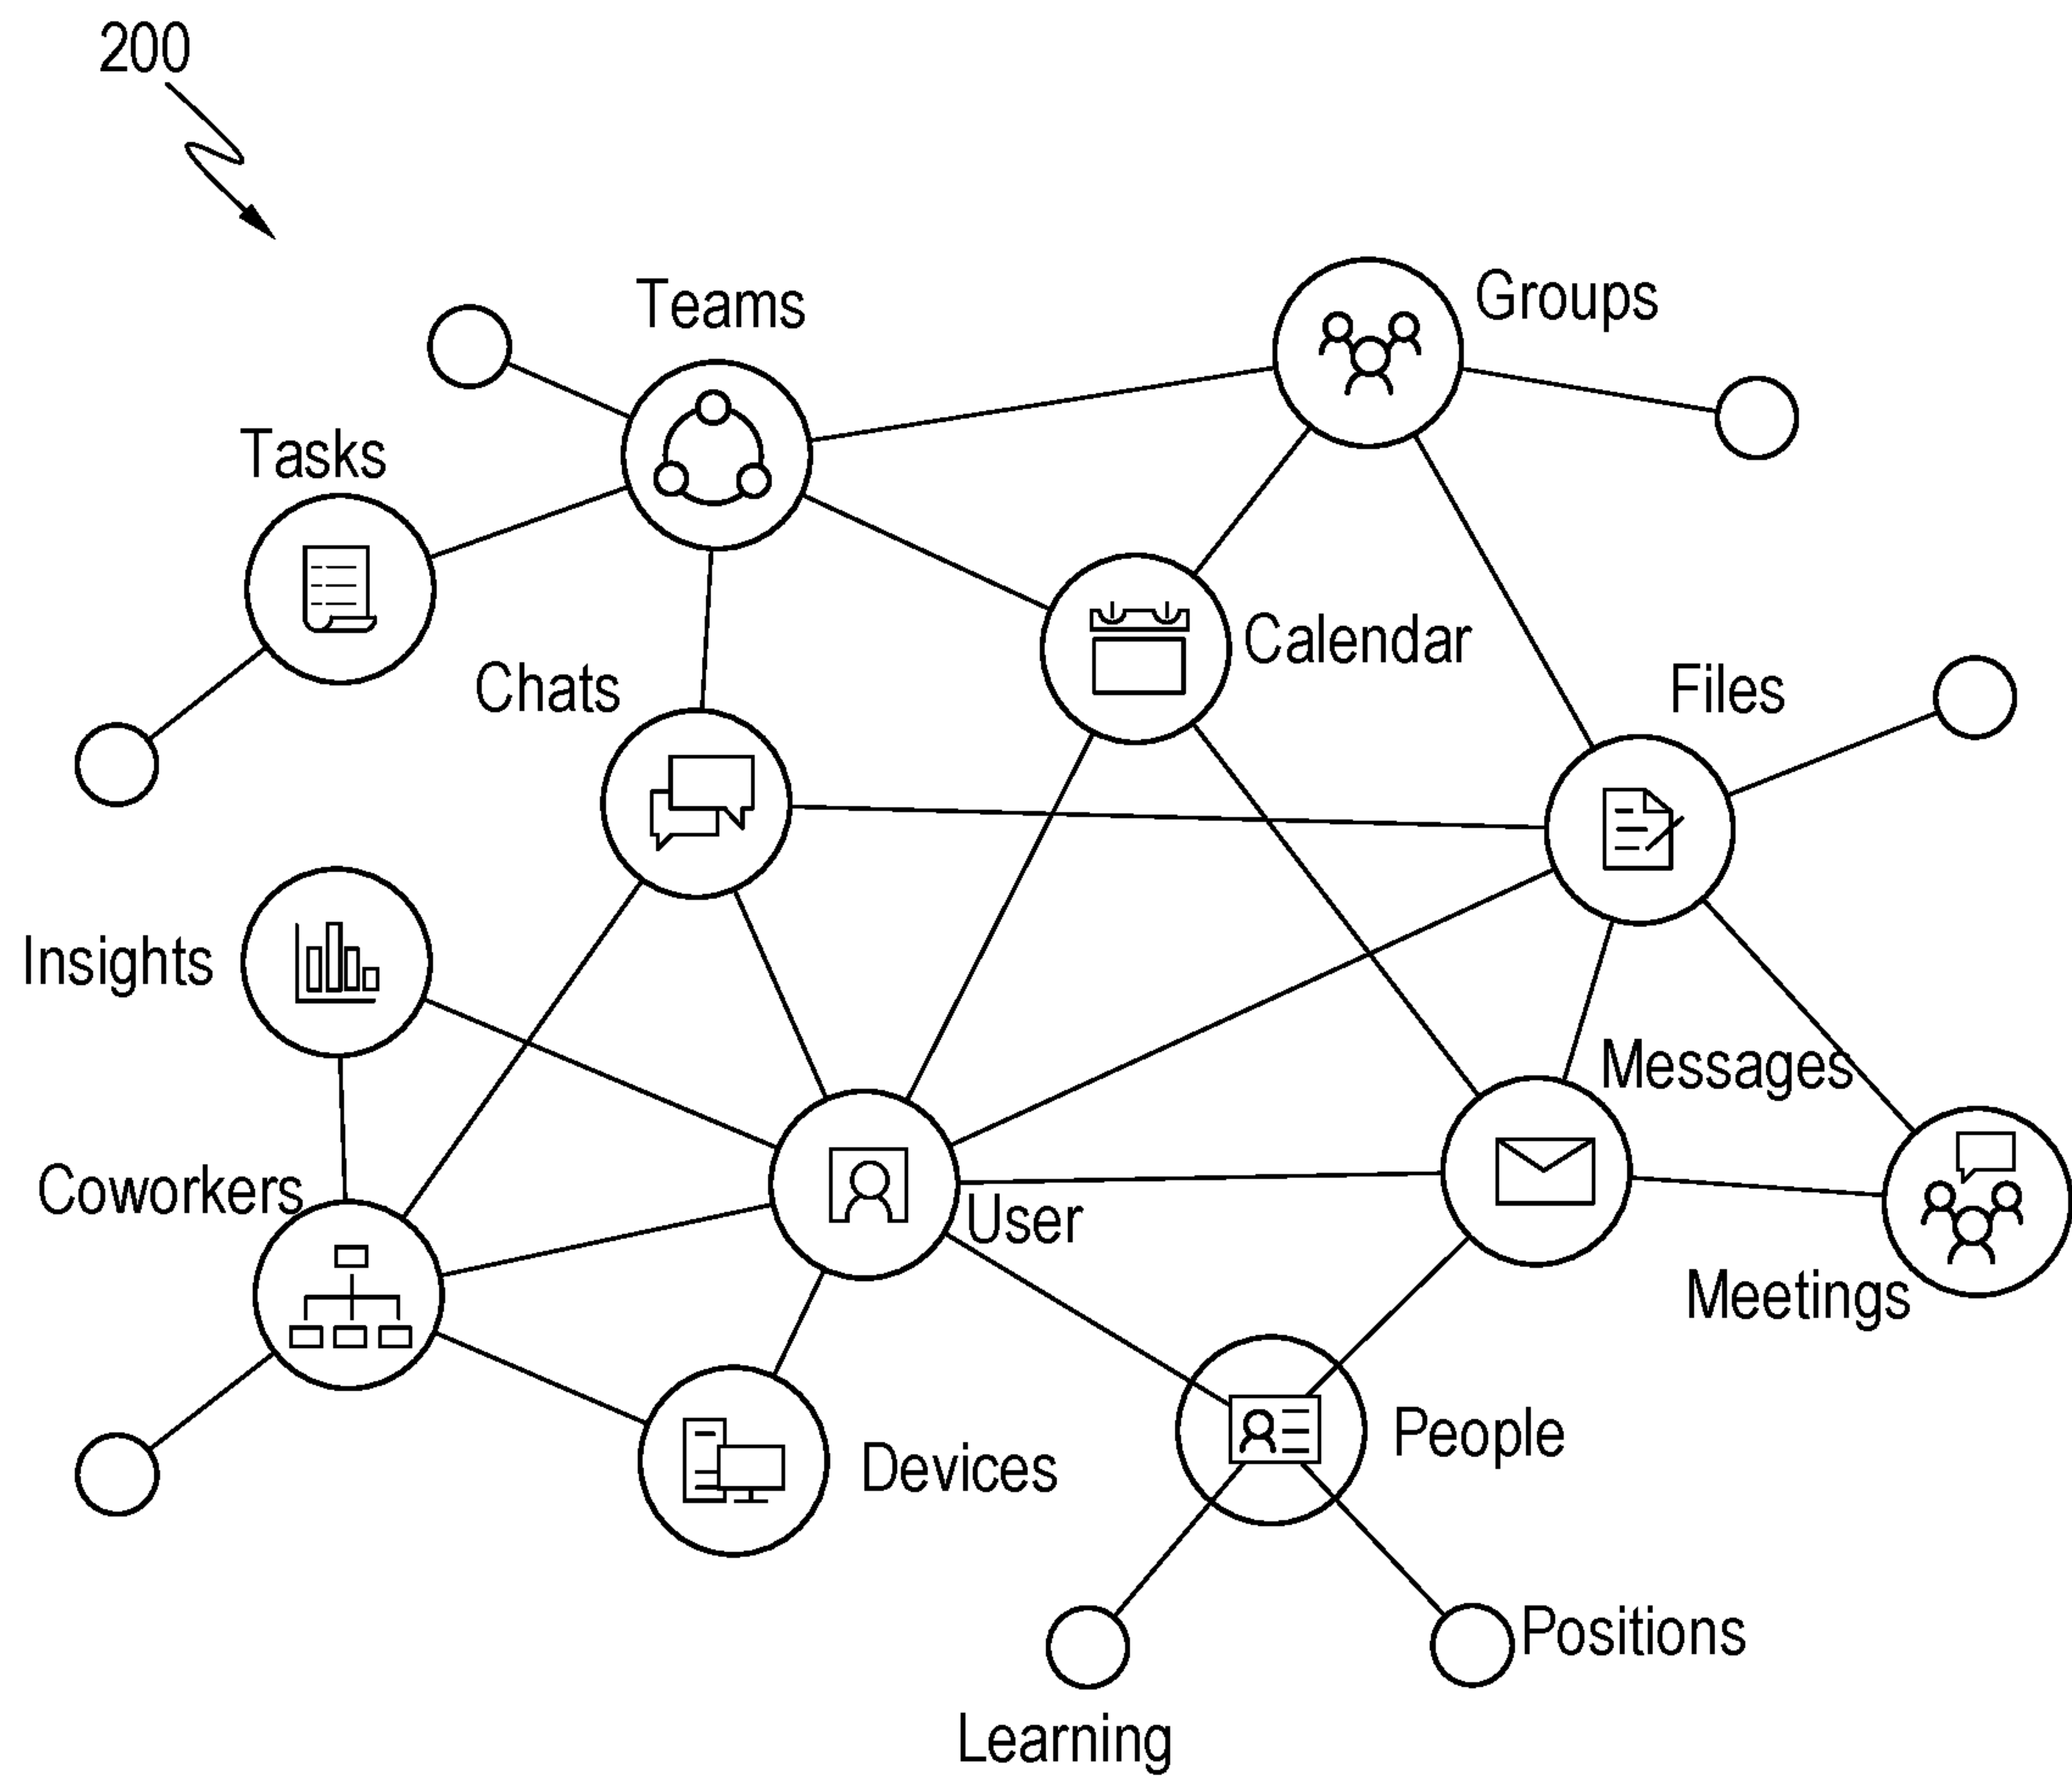 200
Teams
Groups
Tasks
Calendar
Chats
Files
Insights
Messages
Coworkers
User
Meetings
People
Devices
Positions
Learning